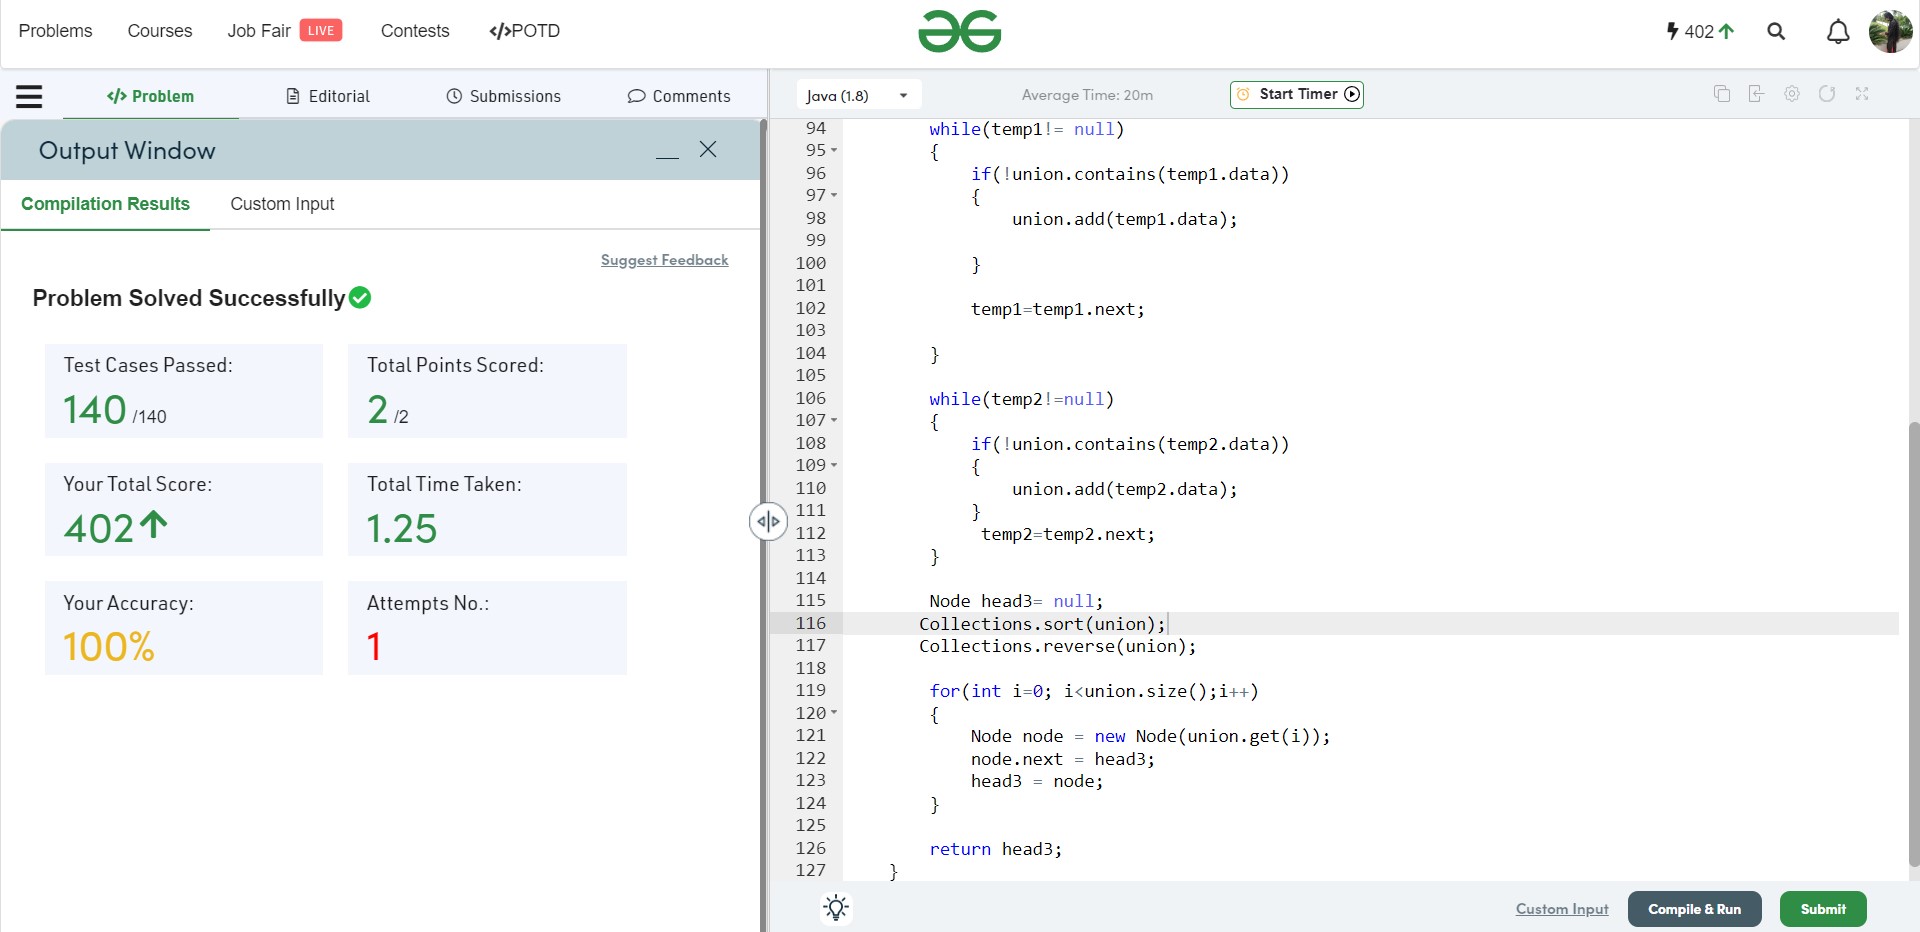 Problems Courses Job Fair LIVE Contests </>POTD 402
</> Problem Editorial Submissions Comments
Output Window
Compilation Results Custom Input
Suggest Feedback
Problem Solved Successfully
Test Cases Passed: Total Points Scored:
140 /140 2 /2
Your Total Score: Total Time Taken:
402 1.25
Your Accuracy: Attempts No.:
100% 1
Java (1.8) Average Time: 20m Start Timer
94 while(temp1!= null)
95 {
96 if(!union.contains(temp1.data))
97 {
98 union.add(temp1.data);
99
100 }
101
102 temp1=temp1.next;
103
104 }
105
106 while(temp2!=null)
107 {
108 if(!union.contains(temp2.data))
109 {
110 union.add(temp2.data);
111 }
112 temp2=temp2.next;
113 }
114
115 Node head3= null;
116 Collections.sort(union);
117 Collections.reverse(union);
118
119 for(int i=0; i<union.size();i++)
120 {
121 Node node = new Node(union.get(i));
122 node.next = head3;
123 head3 = node;
124 }
125
126 return head3;
127 }
Custom Input Compile & Run Submit